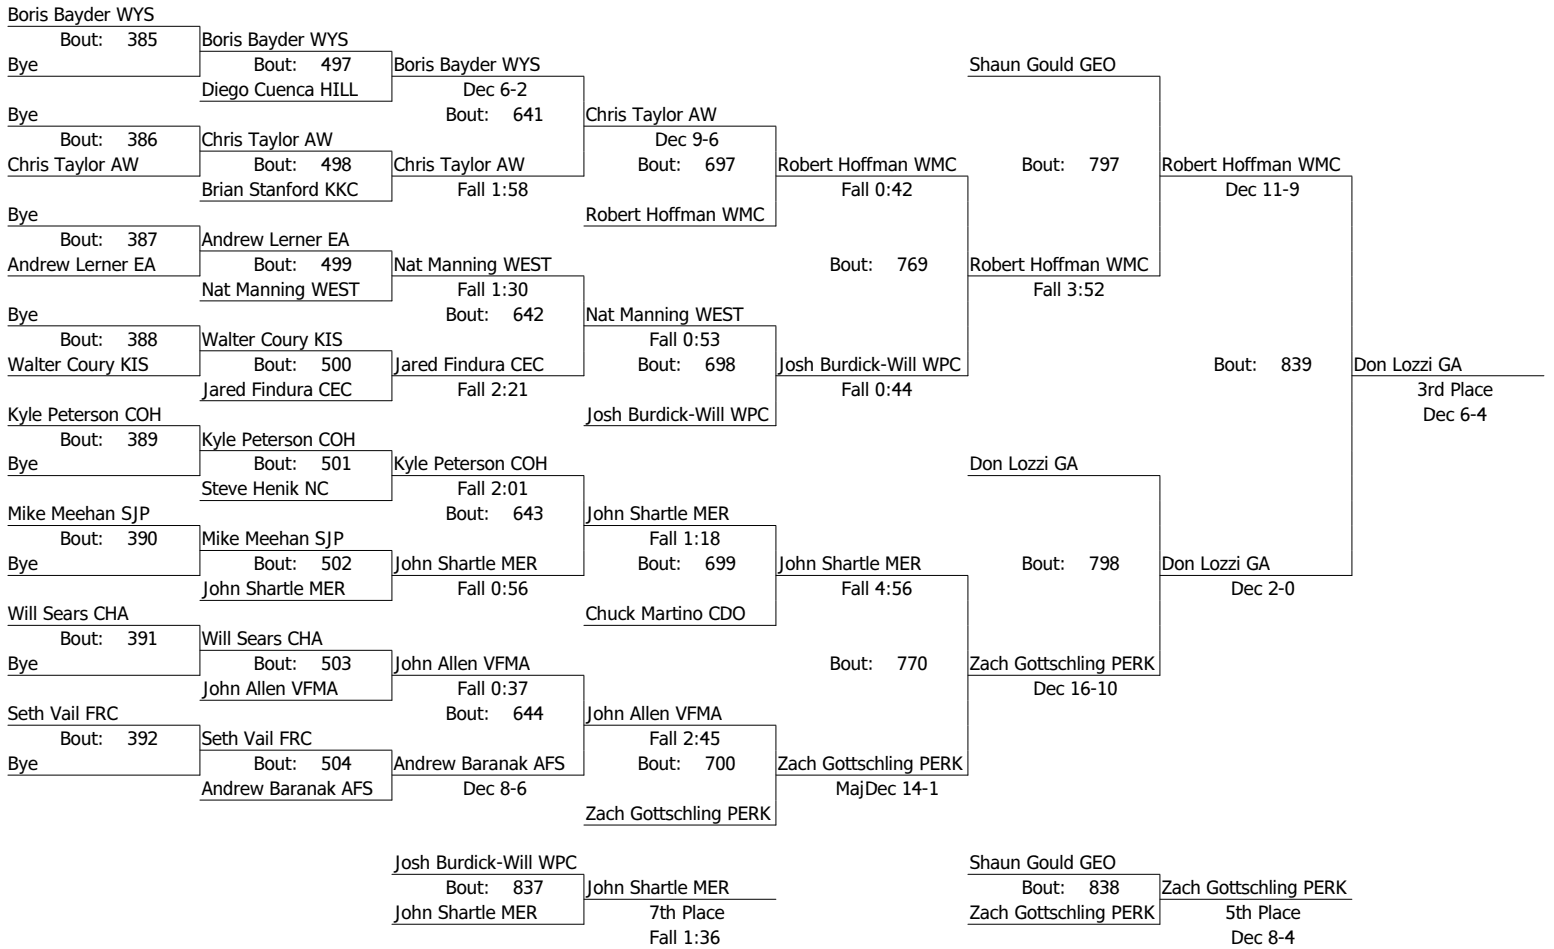 Boris Bayder WYS
Bout: 385
Bye
Bye
Bout: 386
Chris Taylor AW
Bye
Bout: 387
Andrew Lerner EA
Bye
Bout: 388
Walter Coury KIS
Kyle Peterson COH
Bout: 389
Bye
Mike Meehan SJP
Bout: 390
Bye
Will Sears CHA
Bout: 391
Bye
Seth Vail FRC
Bout: 392
Bye
Boris Bayder WYS
Bout: 497
Diego Cuenca HILL
Chris Taylor AW
Bout: 498
Brian Stanford KKC
Andrew Lerner EA
Bout: 499
Nat Manning WEST
Walter Coury KIS
Bout: 500
Jared Findura CEC
Kyle Peterson COH
Bout: 501
Steve Henik NC
Mike Meehan SJP
Bout: 502
John Shartle MER
Will Sears CHA
Bout: 503
John Allen VFMA
Seth Vail FRC
Bout: 504
Andrew Baranak AFS
Boris Bayder WYS
Dec 6-2
Bout: 641
Chris Taylor AW
Fall 1:58
Nat Manning WEST
Fall 1:30
Bout: 642
Jared Findura CEC
Fall 2:21
Kyle Peterson COH
Fall 2:01
Bout: 643
John Shartle MER
Fall 0:56
John Allen VFMA
Fall 0:37
Bout: 644
Andrew Baranak AFS
Dec 8-6
Chris Taylor AW
Dec 9-6
Bout: 697
Robert Hoffman WMC
Nat Manning WEST
Fall 0:53
Bout: 698
Josh Burdick-Will WPC
John Shartle MER
Fall 1:18
Bout: 699
Chuck Martino CDO
John Allen VFMA
Fall 2:45
Bout: 700
Zach Gottschling PERK
Robert Hoffman WMC
Fall 0:42
Bout: 769
Josh Burdick-Will WPC
Fall 0:44
John Shartle MER
Fall 4:56
Bout: 770
Zach Gottschling PERK
MajDec 14-1
Shaun Gould GEO
Bout: 797
Robert Hoffman WMC
Fall 3:52
Don Lozzi GA
Bout: 798
Zach Gottschling PERK
Dec 16-10
Robert Hoffman WMC
Dec 11-9
Bout: 839
Don Lozzi GA
Dec 2-0
Don Lozzi GA
3rd Place
Dec 6-4
Josh Burdick-Will WPC
Bout: 837
John Shartle MER
John Shartle MER
7th Place
Fall 1:36
Shaun Gould GEO
Bout: 838
Zach Gottschling PERK
Zach Gottschling PERK
5th Place
Dec 8-4